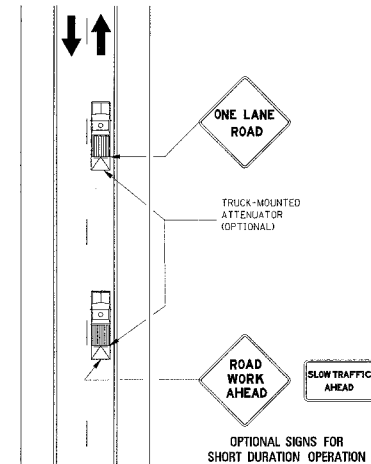 ONE LANE
ROAD
TRUCK-MOUNTED
ATTENUATOR
(OPTIONAL)
ROAD
WORK
AHEAD
SLOW TRAFFIC
AHEAD
OPTIONAL SIGNS FOR
SHORT DURATION OPERATION